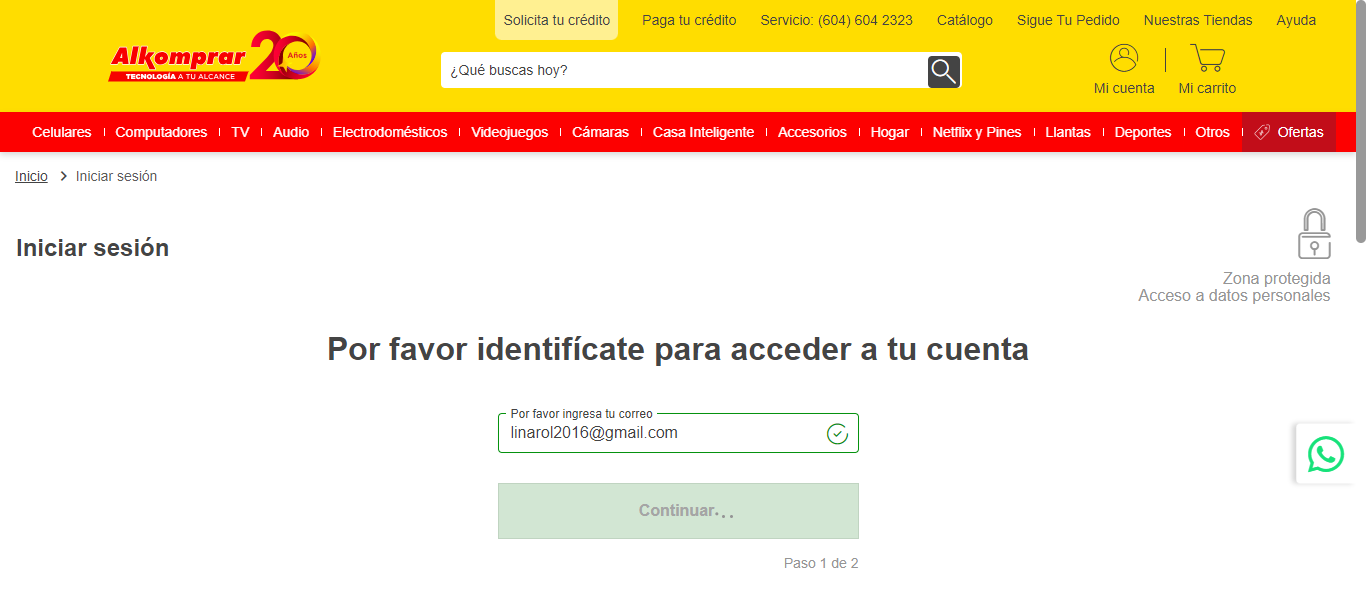 Solicita tu crédito Paga tu crédito Servicio: (604) 604 2323 Catálogo Sigue Tu Pedido Nuestras Tiendas Ayuda
Alkomprar 20 Años
TECNOLOGÍA A TU ALCANCE
¿Qué buscas hoy?
Mi cuenta Mi carrito
Celulares Computadores TV Audio Electrodomésticos Videojuegos Cámaras Casa Inteligente Accesorios Hogar Netflix y Pines Llantas Deportes Otros Ofertas
Inicio Iniciar sesión
Iniciar sesión
Zona protegida
Acceso a datos personales
Por favor identifícate para acceder a tu cuenta
Por favor ingresa tu correo
linarol2016@gmail.com
Continuar...
Paso 1 de 2